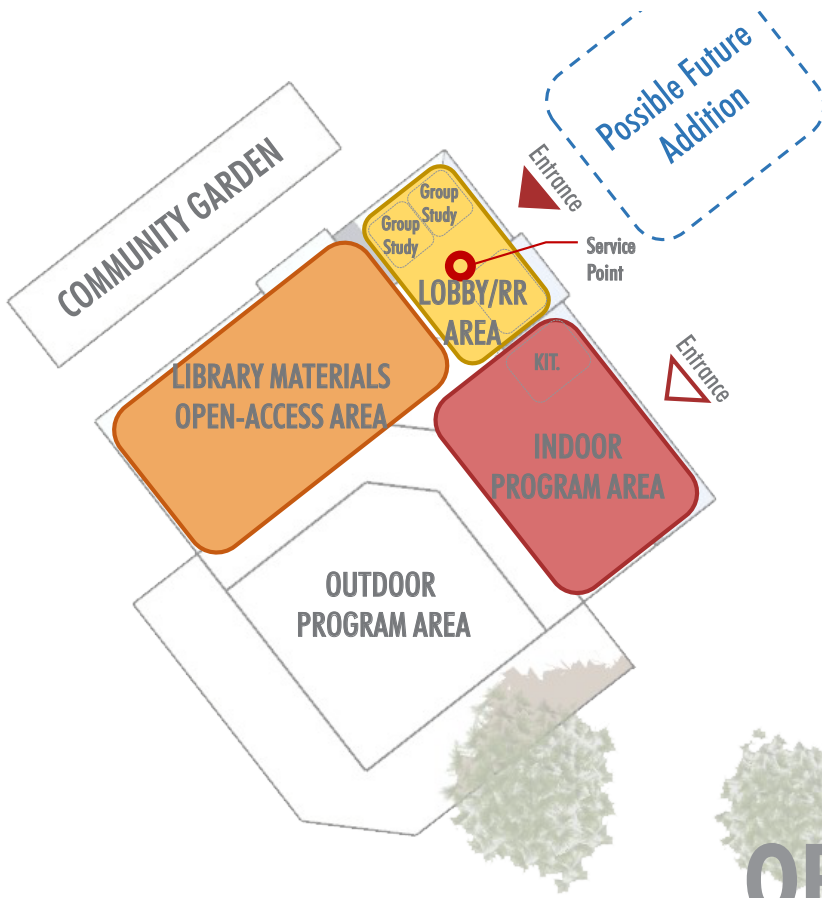 Possible Future
Addition
Entrance
COMMUNITY GARDEN
Group
Study
Group
Study
Service
Point
LOBBY/RR
AREA
Entrance
KIT.
LIBRARY MATERIALS
OPEN-ACCESS AREA
INDOOR
PROGRAM AREA
OUTDOOR
PROGRAM AREA